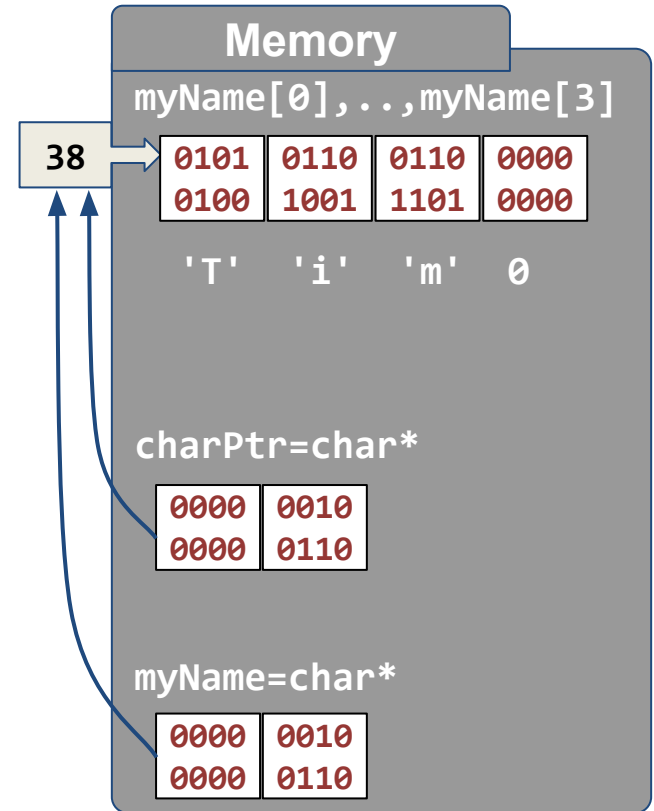 Memory
myName[0],..,myName[3]
38
0101 0110 0110 0000
0100 1001 1101 0000
'T' 'i' 'm' 0
charPtr=char*
0000 0010
0000 0110
myName=char*
0000 0010
0000 0110